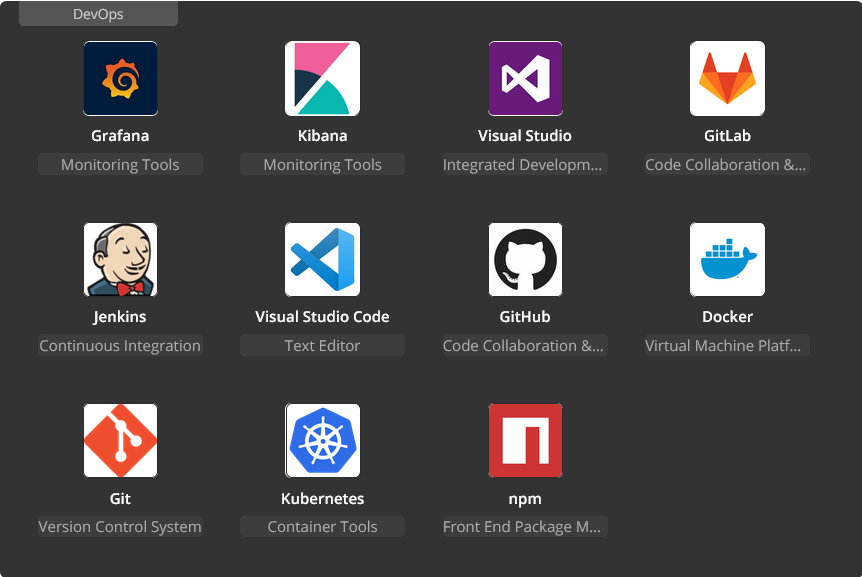 DevOps
Grafana
Kibana
Visual Studio
GitLab
Monitoring Tools
Monitoring Tools
Integrated Developm...
Code Collaboration &...
Jenkins
Visual Studio Code
GitHub
Docker
Continuous Integration
Text Editor
Code Collaboration &...
Virtual Machine Platf...
Git
Kubernetes
npm
Version Control System
Container Tools
Front End Package M...